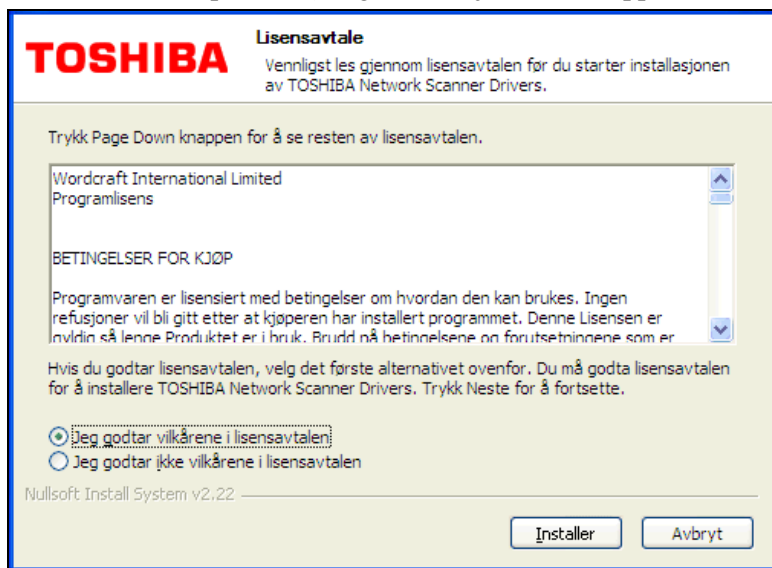 TOSHIBA
Lisensavtale
Vennligst les gjennom lisensavtalen før du starter installasjonen
av TOSHIBA Network Scanner Drivers.
Trykk Page Down knappen for å se resten av lisensavtalen.
Wordcraft International Limited
Programlisens
BETINGELSER FOR KJØP
Programvaren er lisensiert med betingelser om hvordan den kan brukes. Ingen
refusjoner vil bli gitt etter at kjøperen har installert programmet. Denne Lisensen er
gyldig så lenge Produktet er i bruk. Brudd på betingelsene og forutsetningene som er
Hvis du godtar lisensavtalen, velg det første alternativet ovenfor. Du må godta lisensavtalen
for å installere TOSHIBA Network Scanner Drivers. Trykk Neste for å fortsette.
Jeg godtar vilkårene i lisensavtalen
Jeg godtar ikke vilkårene i lisensavtalen
Nullsoft Install System v2.22
Installer
Avbryt